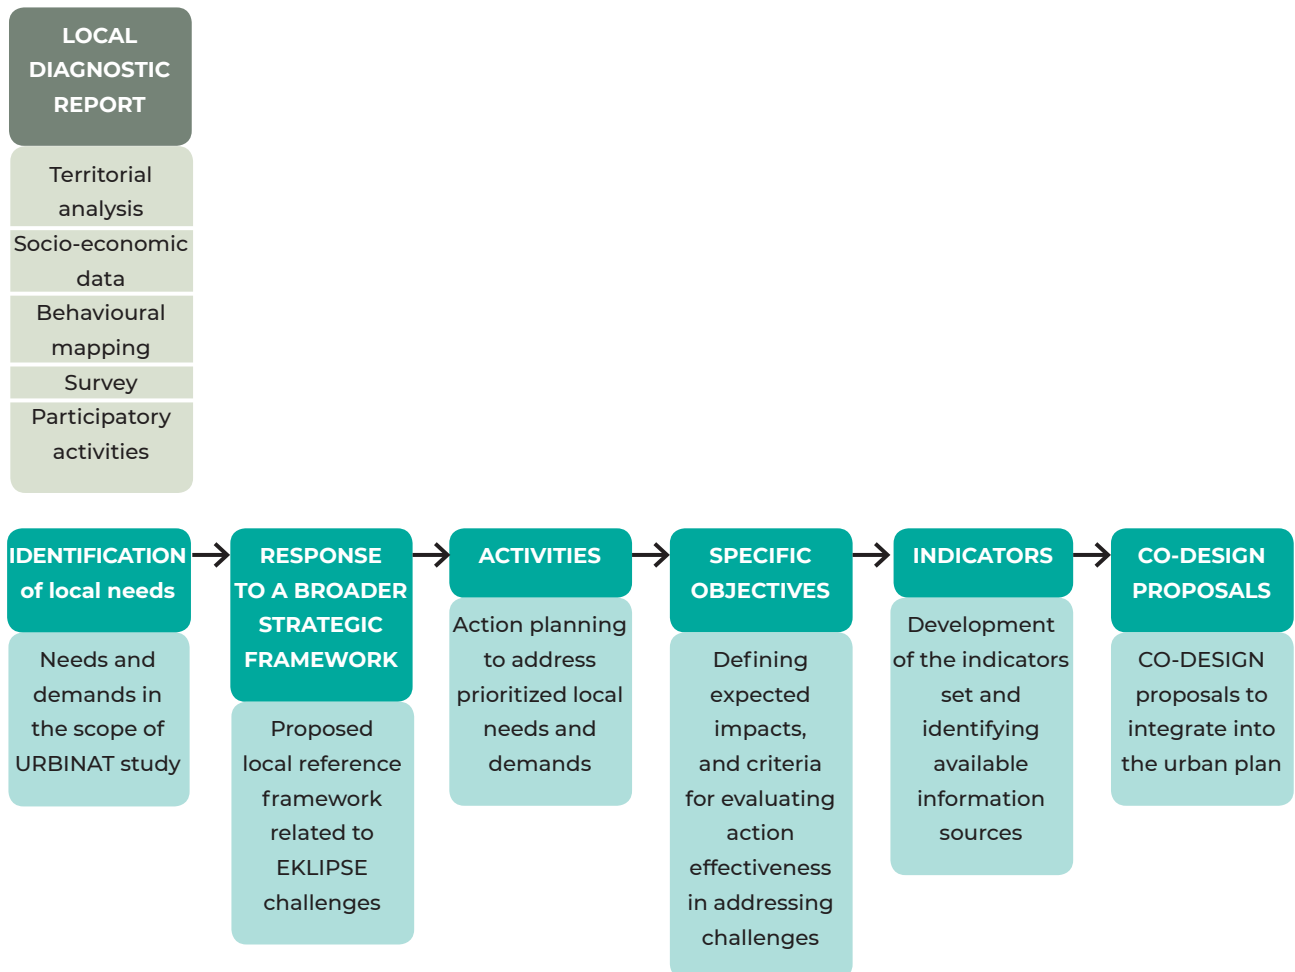 LOCAL
DIAGNOSTIC
REPORT
Territorial
analysis
Socio-economic
data
Behavioural
mapping
Survey
Participatory
activities
IDENTIFICATION
of local needs
Needs and
demands in
the scope of
URBINAT study
RESPONSE
TO A BROADER
STRATEGIC
FRAMEWORK
Proposed
local reference
framework
related to
EKLIPSE
challenges
ACTIVITIES
Action planning
to address
prioritized local
needs and
demands
SPECIFIC
OBJECTIVES
Defining
expected
impacts,
and criteria
for evaluating
action
effectiveness
in addressing
challenges
INDICATORS
Development
of the indicators
set and
identifying
available
information
sources
CO-DESIGN
PROPOSALS
CO-DESIGN
proposals to
integrate into
the urban plan